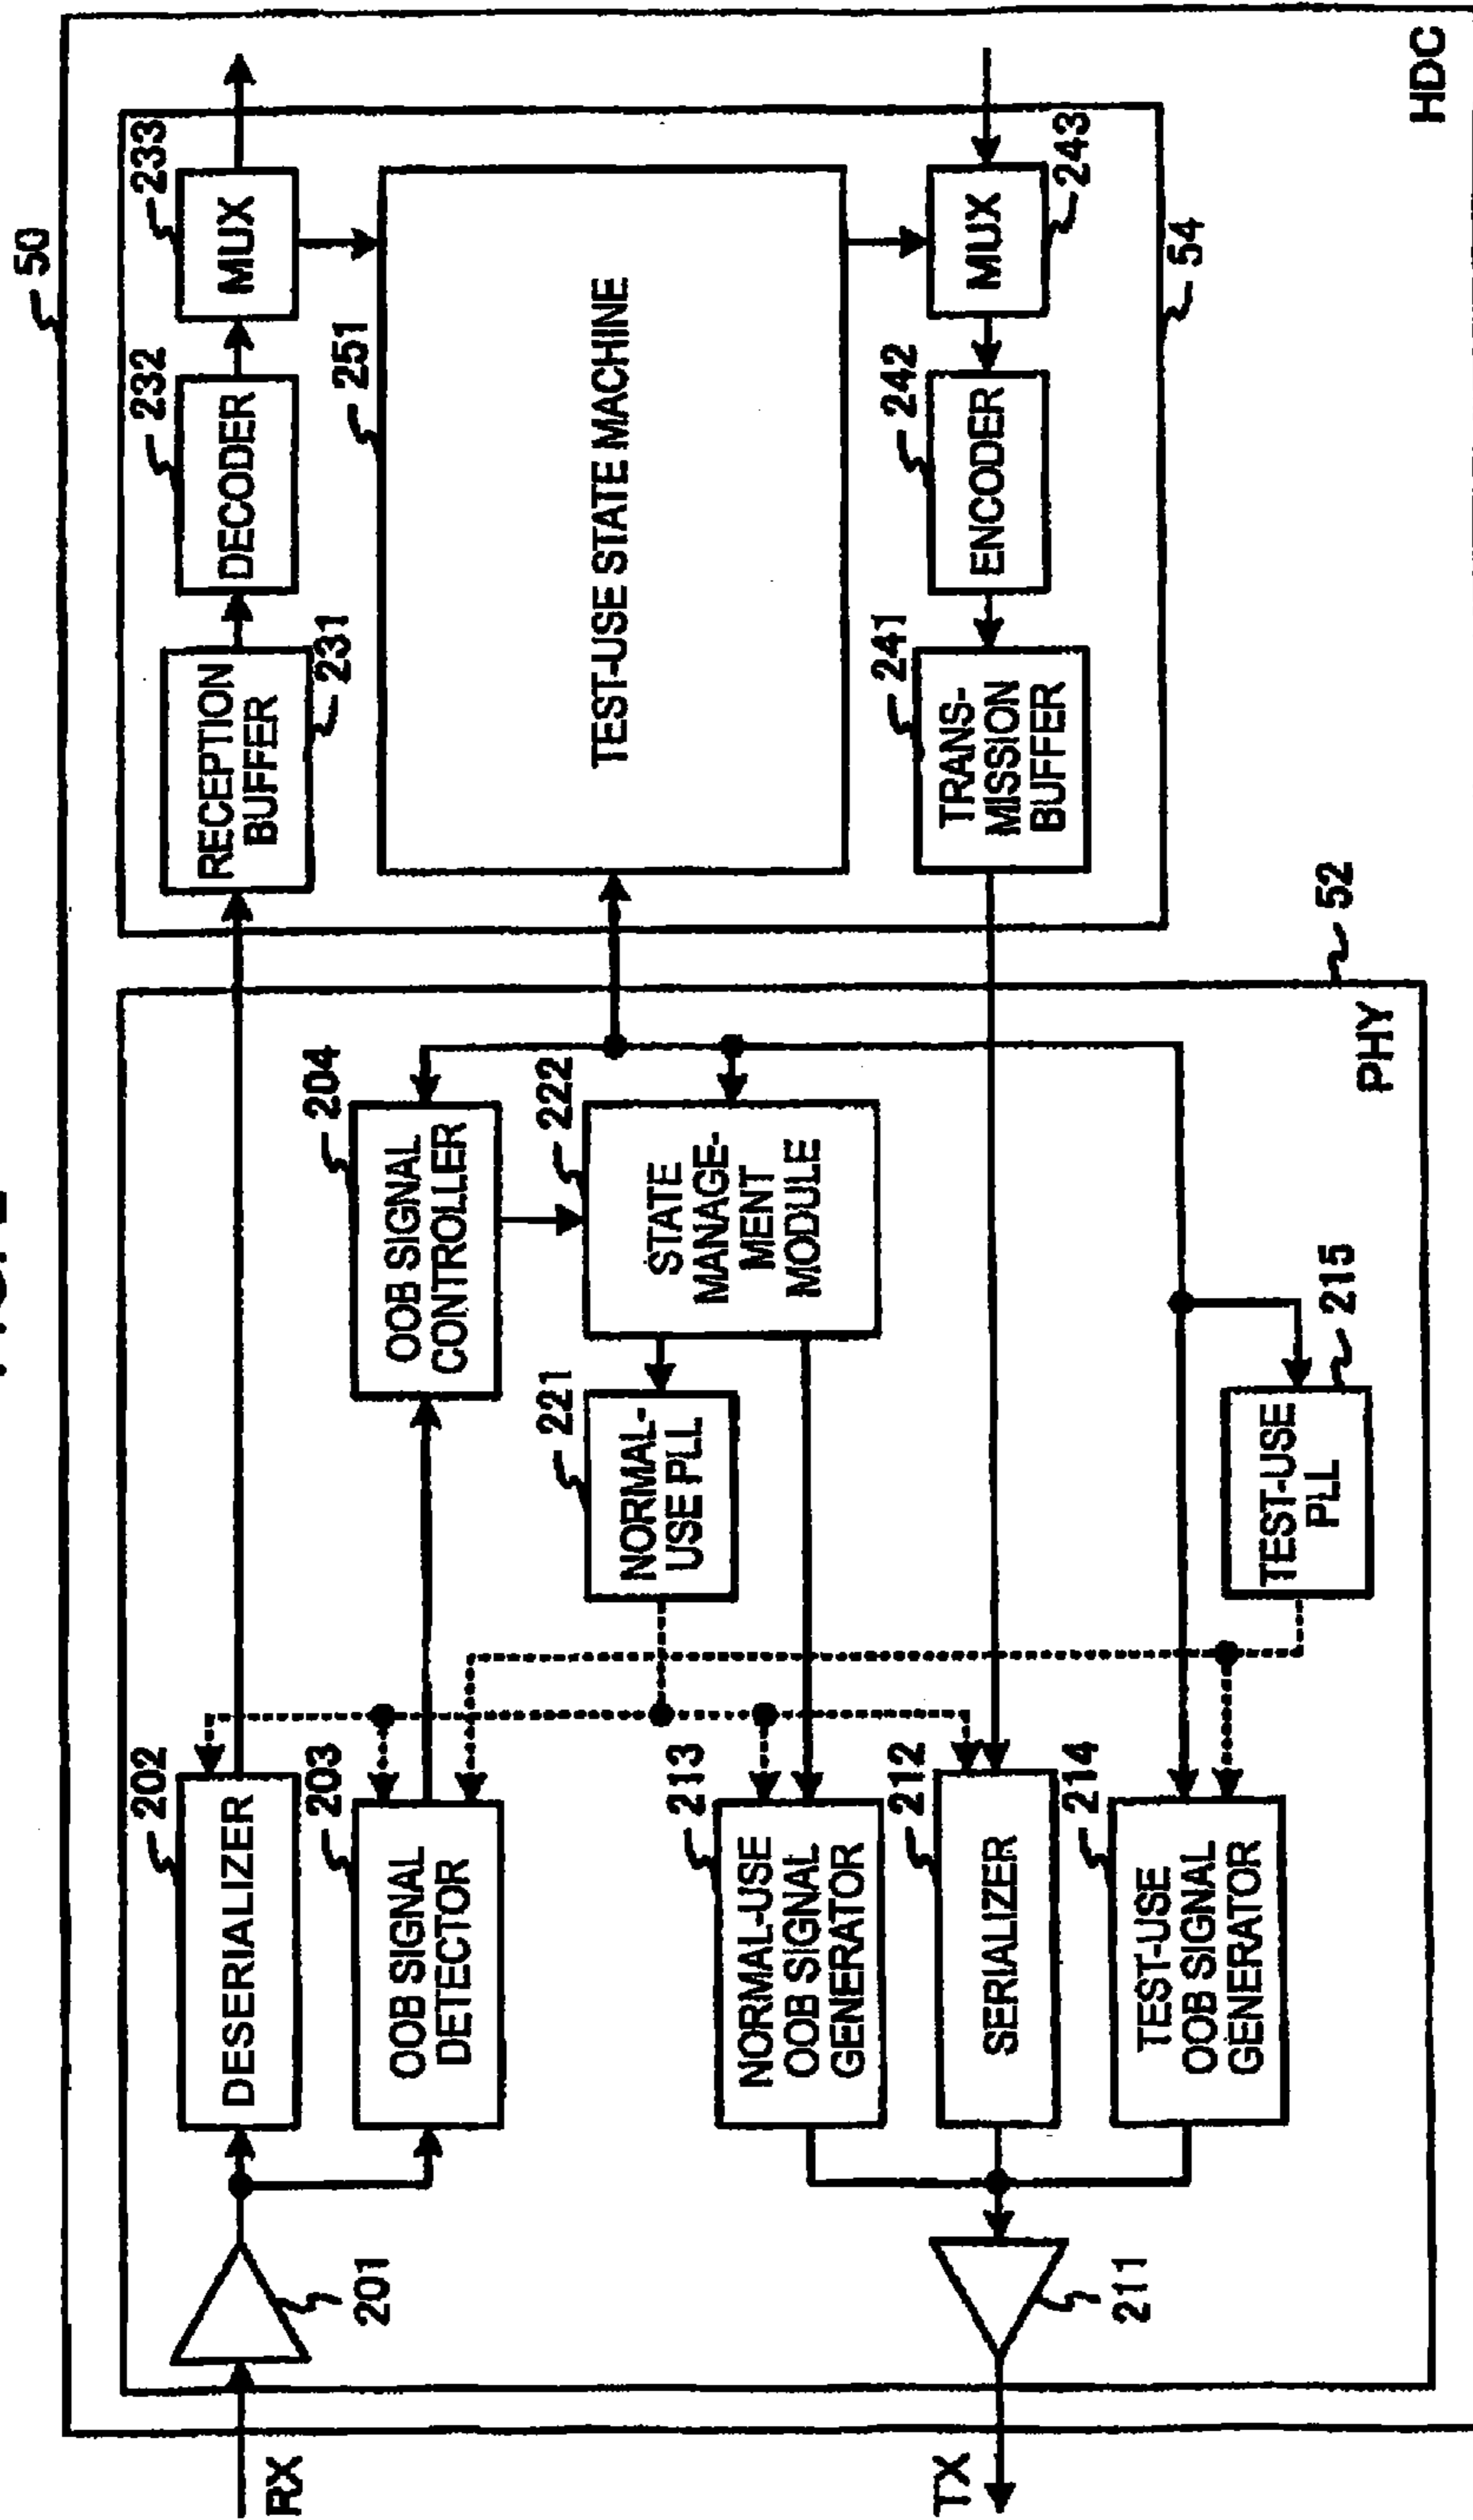 50
233
MUX
232
DECODER
RECEPTION
BUFFER
231
251
TEST-USE STATE MACHINE
MUX
243
242
ENCODER
241
TRANS-
MISSION
BUFFER
54
HDC
52
PHY
204
OOB SIGNAL
CONTROLLER
222
STATE
MANAGE-
MENT
MODULE
221
NORMAL-
USE PLL
215
TEST-USE
PLL
202
DESERIALIZER
203
OOB SIGNAL
DETECTOR
213
NORMAL-USE
OOB SIGNAL
GENERATOR
212
SERIALIZER
214
TEST-USE
OOB SIGNAL
GENERATOR
201
211
RX
TX